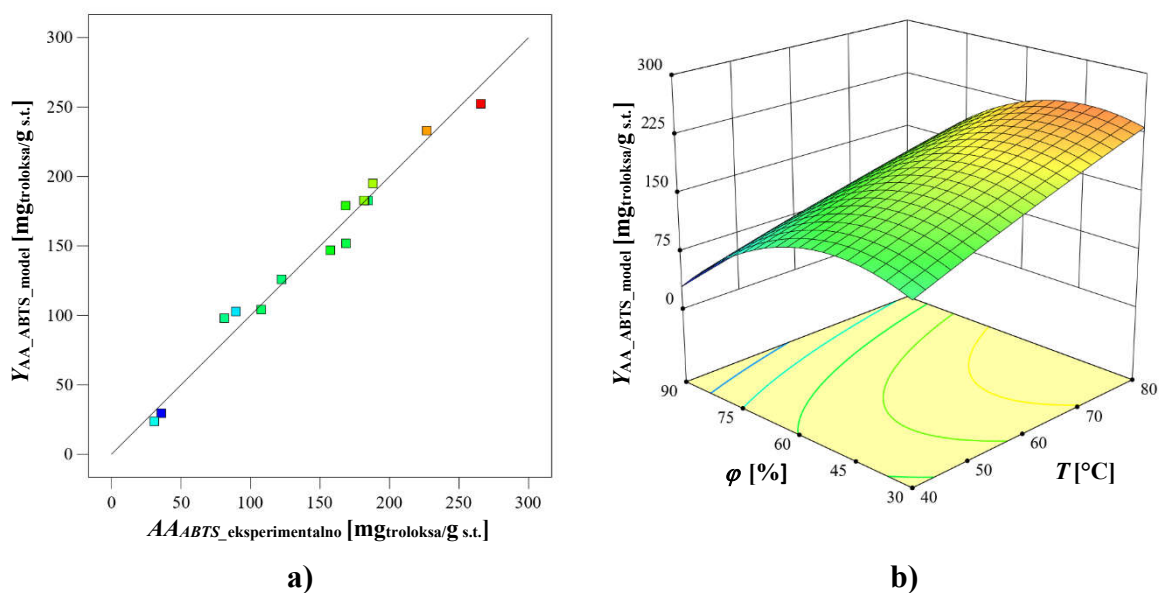 Y_AA_ABTS_model [mg_troloksa/g s.t.]
300
250
200
150
100
50
0
0 50 100 150 200 250 300
AA_ABTS_eksperimentalno [mg_troloksa/g s.t.]
a)
Y_AA_ABTS_model [mg_troloksa/g s.t.]
300
225
150
75
0
90
75
60
45
30
φ [%]
40
50
60
70
80
T [°C]
b)